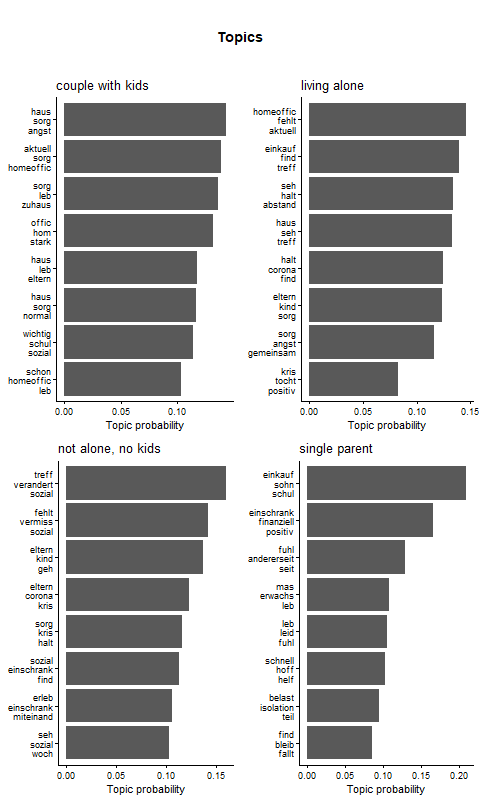 Topics
couple with kids
haus
sorg
angst
aktuell
sorg
homeoffic
sorg
leb
zuhaus
offic
hom
stark
haus
leb
eltern
haus
sorg
normal
wichtig
schul
sozial
schon
homeoffic
leb
0.00 0.05 0.10
Topic probability
living alone
homeoffic
fehlt
aktuell
einkauf
find
treff
seh
halt
abstand
haus
seh
treff
halt
corona
find
eltern
kind
sorg
sorg
angst
gemeinsam
kris
tocht
positiv
0.00 0.05 0.10 0.15
Topic probability
not alone, no kids
treff
verandert
sozial
fehlt
vermiss
sozial
eltern
kind
geh
eltern
corona
kris
sorg
kris
halt
sozial
einschrank
find
erleb
einschrank
miteinand
seh
sozial
woch
0.00 0.05 0.10 0.15
Topic probability
single parent
einkauf
sohn
schul
einschrank
finanziell
positiv
fuhl
andererseit
seit
mas
erwachs
leb
leb
leid
fuhl
schnell
hoff
helf
belast
isolation
teil
find
bleib
fallt
0.00 0.05 0.10 0.15 0.20
Topic probability